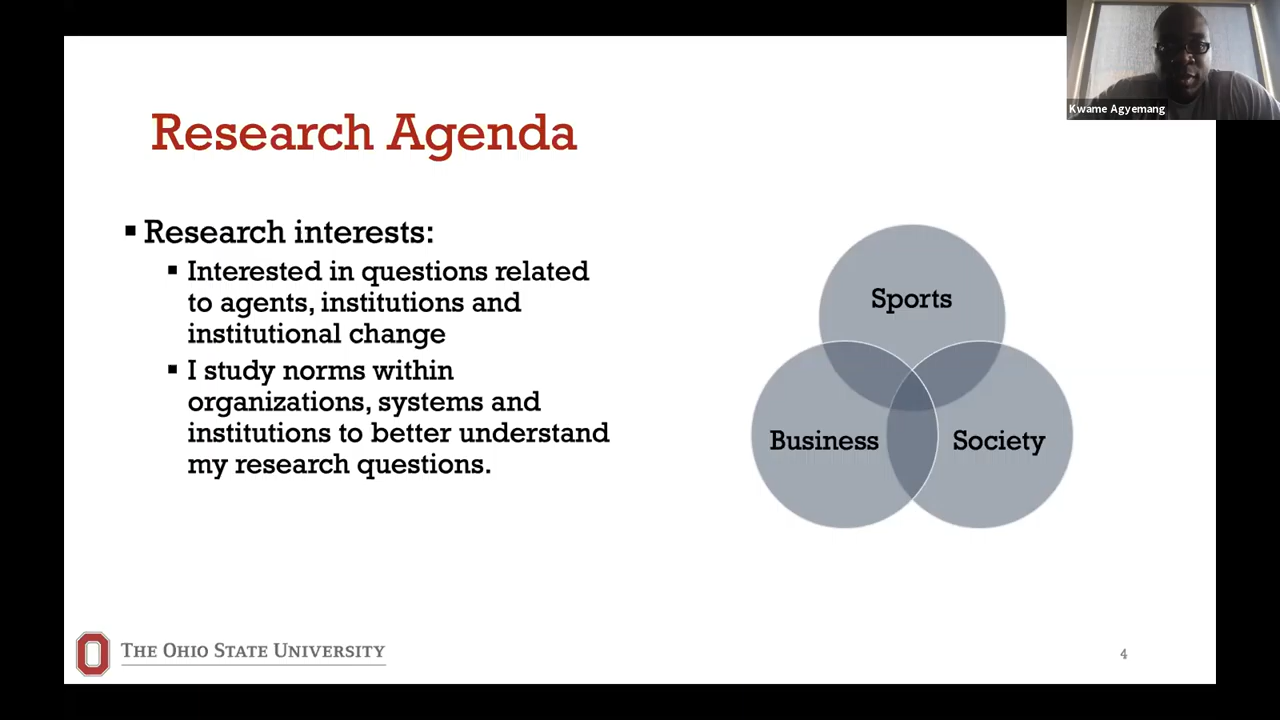 Kwame Agyemang
Research Agenda
▪ Research interests:
▪ Interested in questions related
to agents, institutions and
institutional change
▪ I study norms within
organizations, systems and
institutions to better understand
my research questions.
Sports
Business
Society
THE OHIO STATE UNIVERSITY
4